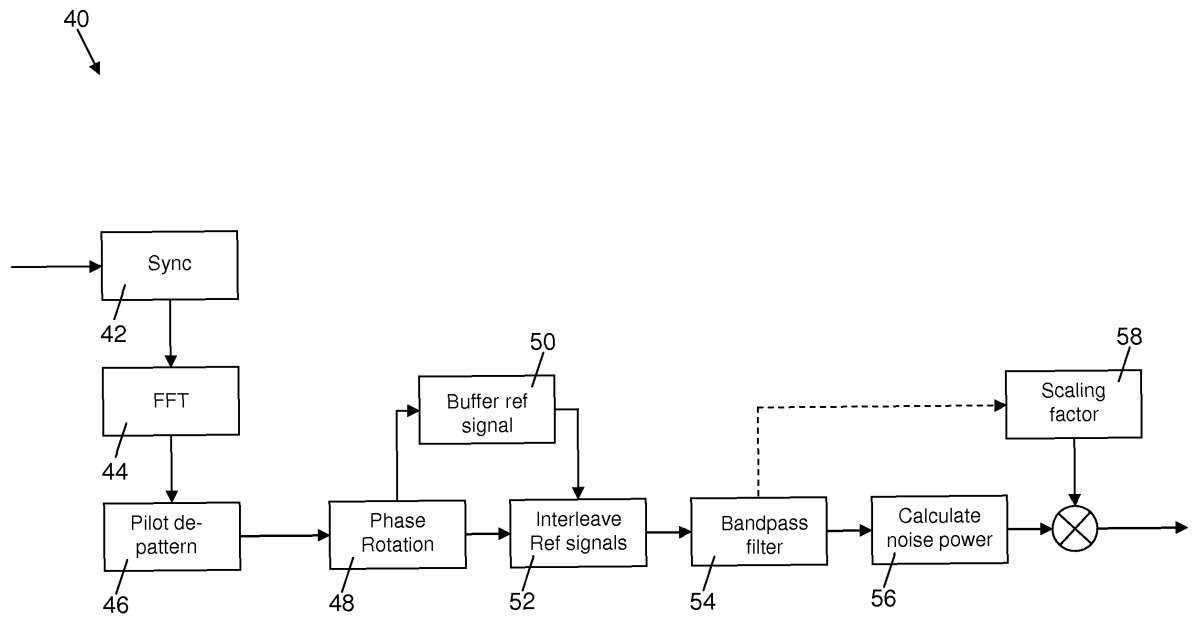 40
Sync
42
FFT
44
Pilot de-
pattern
46
Phase
Rotation
48
50
Buffer ref
signal
Interleave
Ref signals
52
Bandpass
filter
54
Calculate
noise power
56
58
Scaling
factor